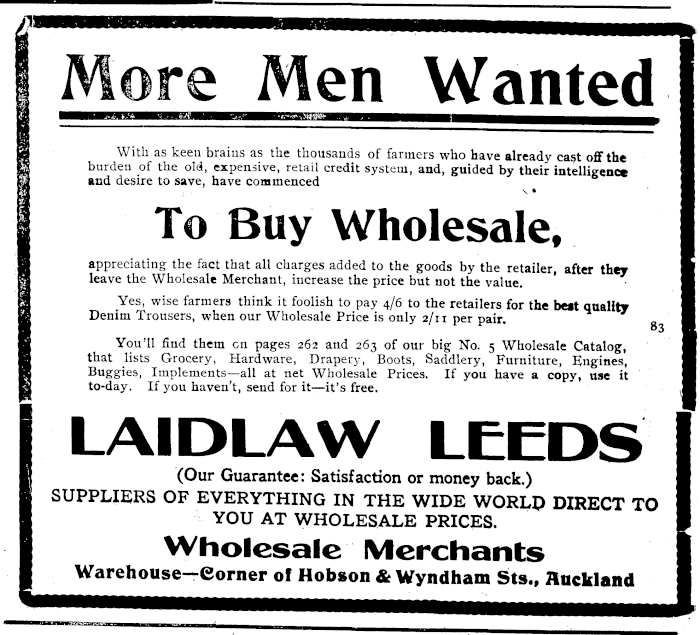 More Men Wanted
With as keen brains as the thousands of farmers who have already cast off the
burden of the old, expensive, retail credit system, and, guided by their intelligence
and desire to save, have commenced
To Buy Wholesale,
appreciating the fact that all charges added to the goods by the retailer, after they
leave the Wholesale Merchant, increase the price but not the value.
Yes, wise farmers think it foolish to pay 4/6 to the retailers for the best quality
Denim Trousers, when our Wholesale Price is only 2/11 per pair.
83
You'll find them on pages 262 and 263 of our big No. 5 Wholesale Catalog,
that lists Grocery, Hardware, Drapery, Boots, Saddlery, Furniture, Engines,
Buggies, Implements—all at net Wholesale Prices. If you have a copy, use it
to-day. If you haven't, send for it—it's free.
LAIDLAW LEEDS
(Our Guarantee: Satisfaction or money back.)
SUPPLIERS OF EVERYTHING IN THE WIDE WORLD DIRECT TO
YOU AT WHOLESALE PRICES.
Wholesale Merchants
Warehouse—Corner of Hobson & Wyndham Sts., Auckland